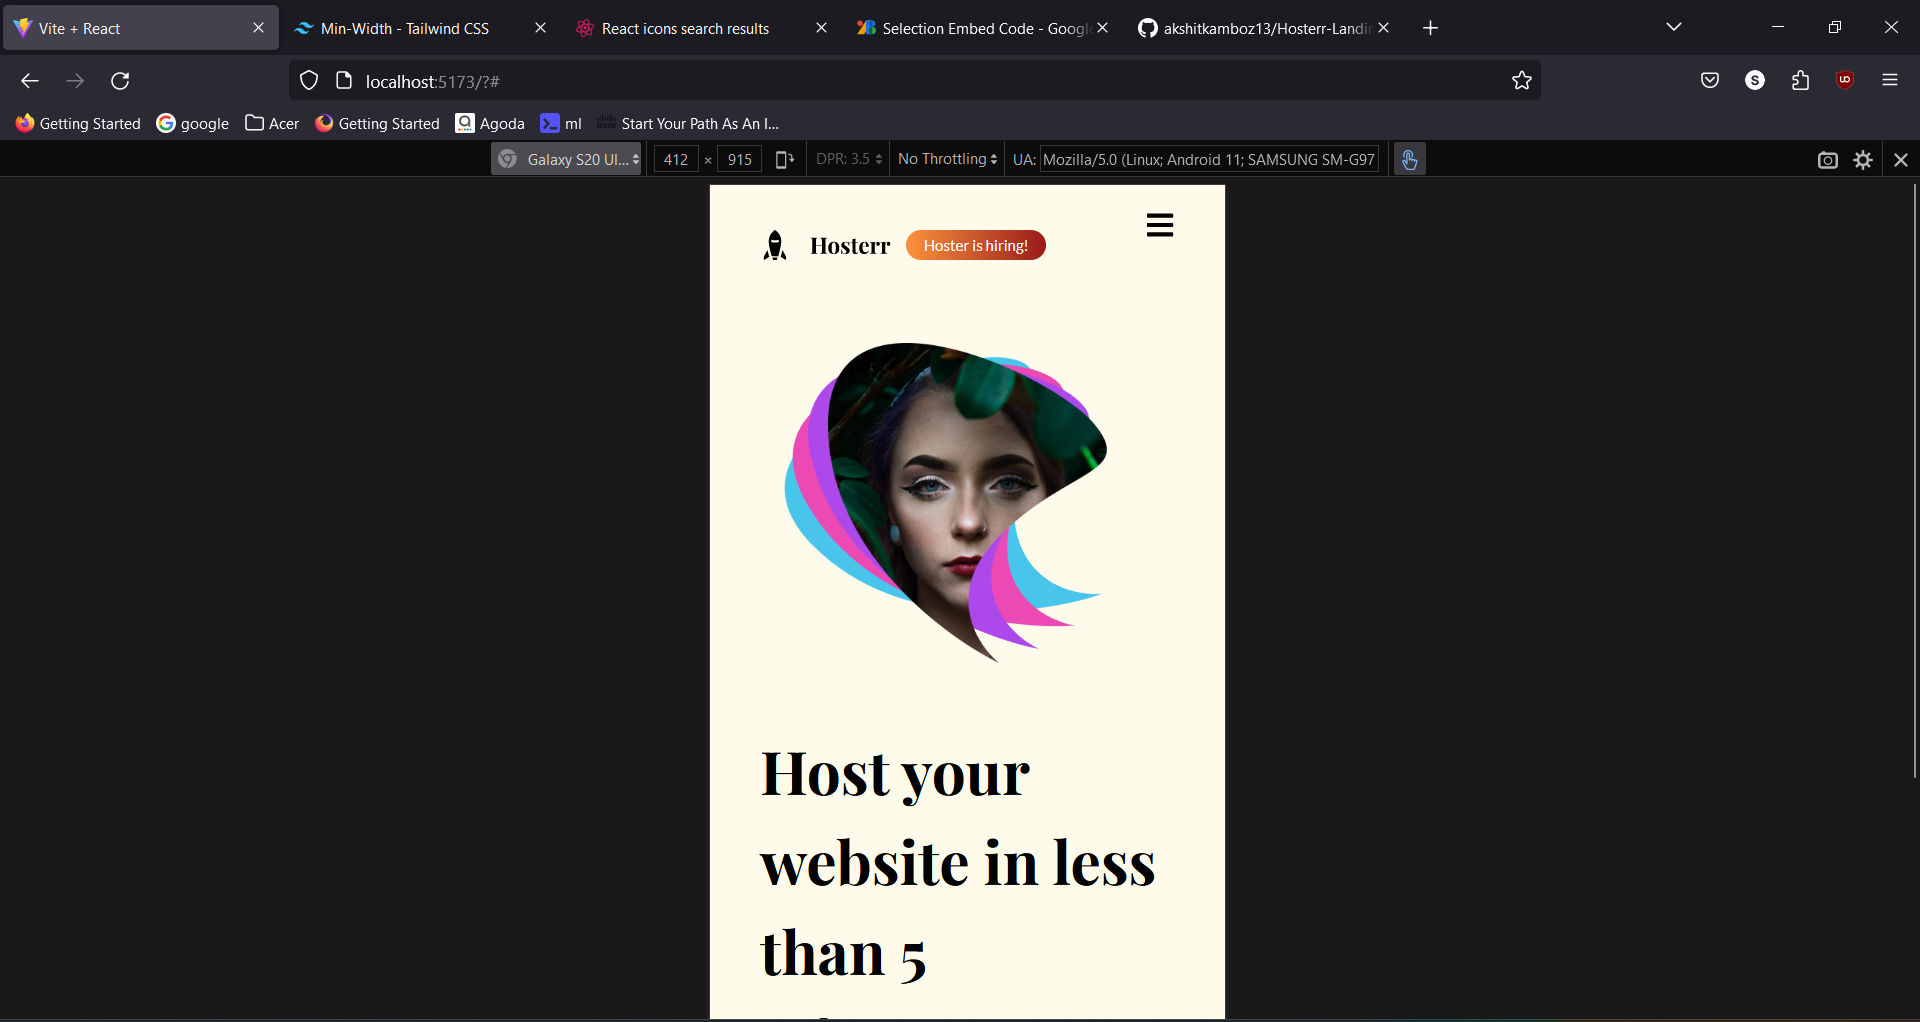 Vite + React
Min-Width - Tailwind CSS
React icons search results
Selection Embed Code - Googl
akshitkamboz13/Hosterr-Landin
localhost:5173/?#
S
Getting Started
google
Acer
Getting Started
Agoda
ml
Start Your Path As An I...
Galaxy S20 Ul...
412 × 915
DPR: 3.5
No Throttling
UA: Mozilla/5.0 (Linux; Android 11; SAMSUNG SM-G97
Hosterr
Hoster is hiring!
Host your
website in less
than 5